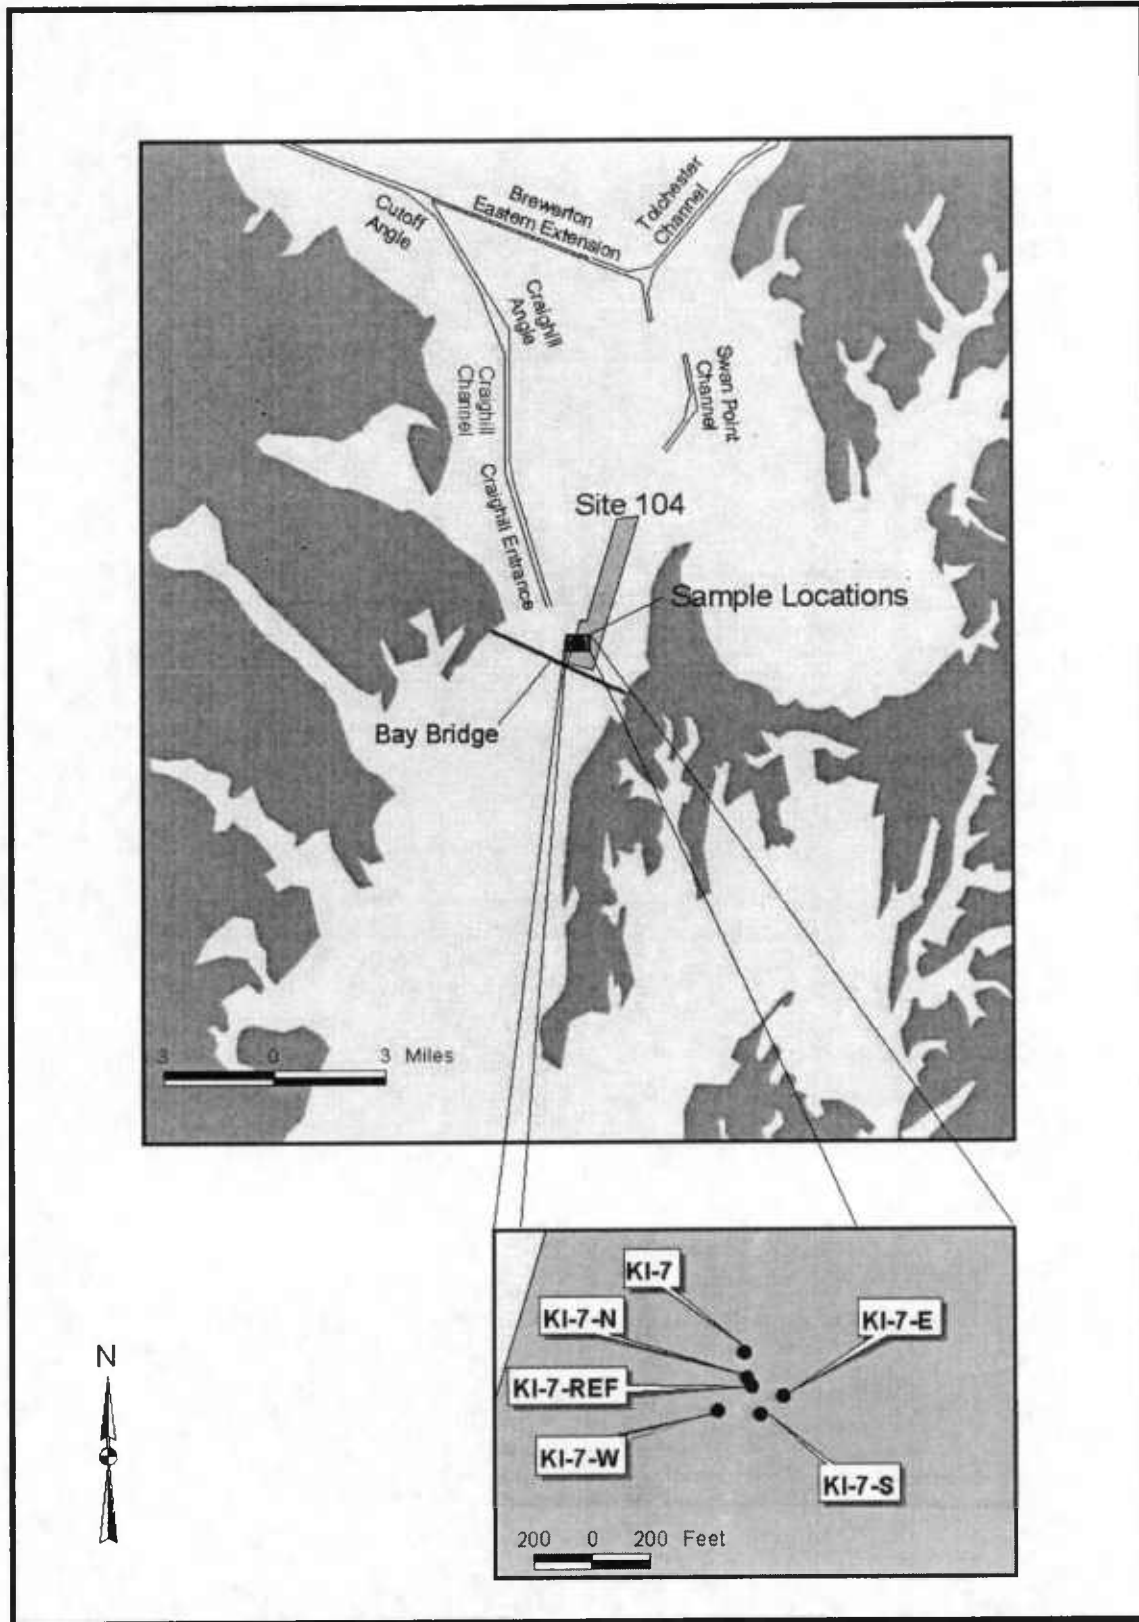 Cutoff
Angle
Brewerton
Eastern Extension
Tolchester
Channel
Craighill
Angle
Craighill
Channel
Swan Point
Channel
Craighill Entrance
Site 104
Sample Locations
Bay Bridge
3 0 3 Miles
KI-7
KI-7-N
KI-7-E
KI-7-REF
KI-7-W
KI-7-S
N
200 0 200 Feet